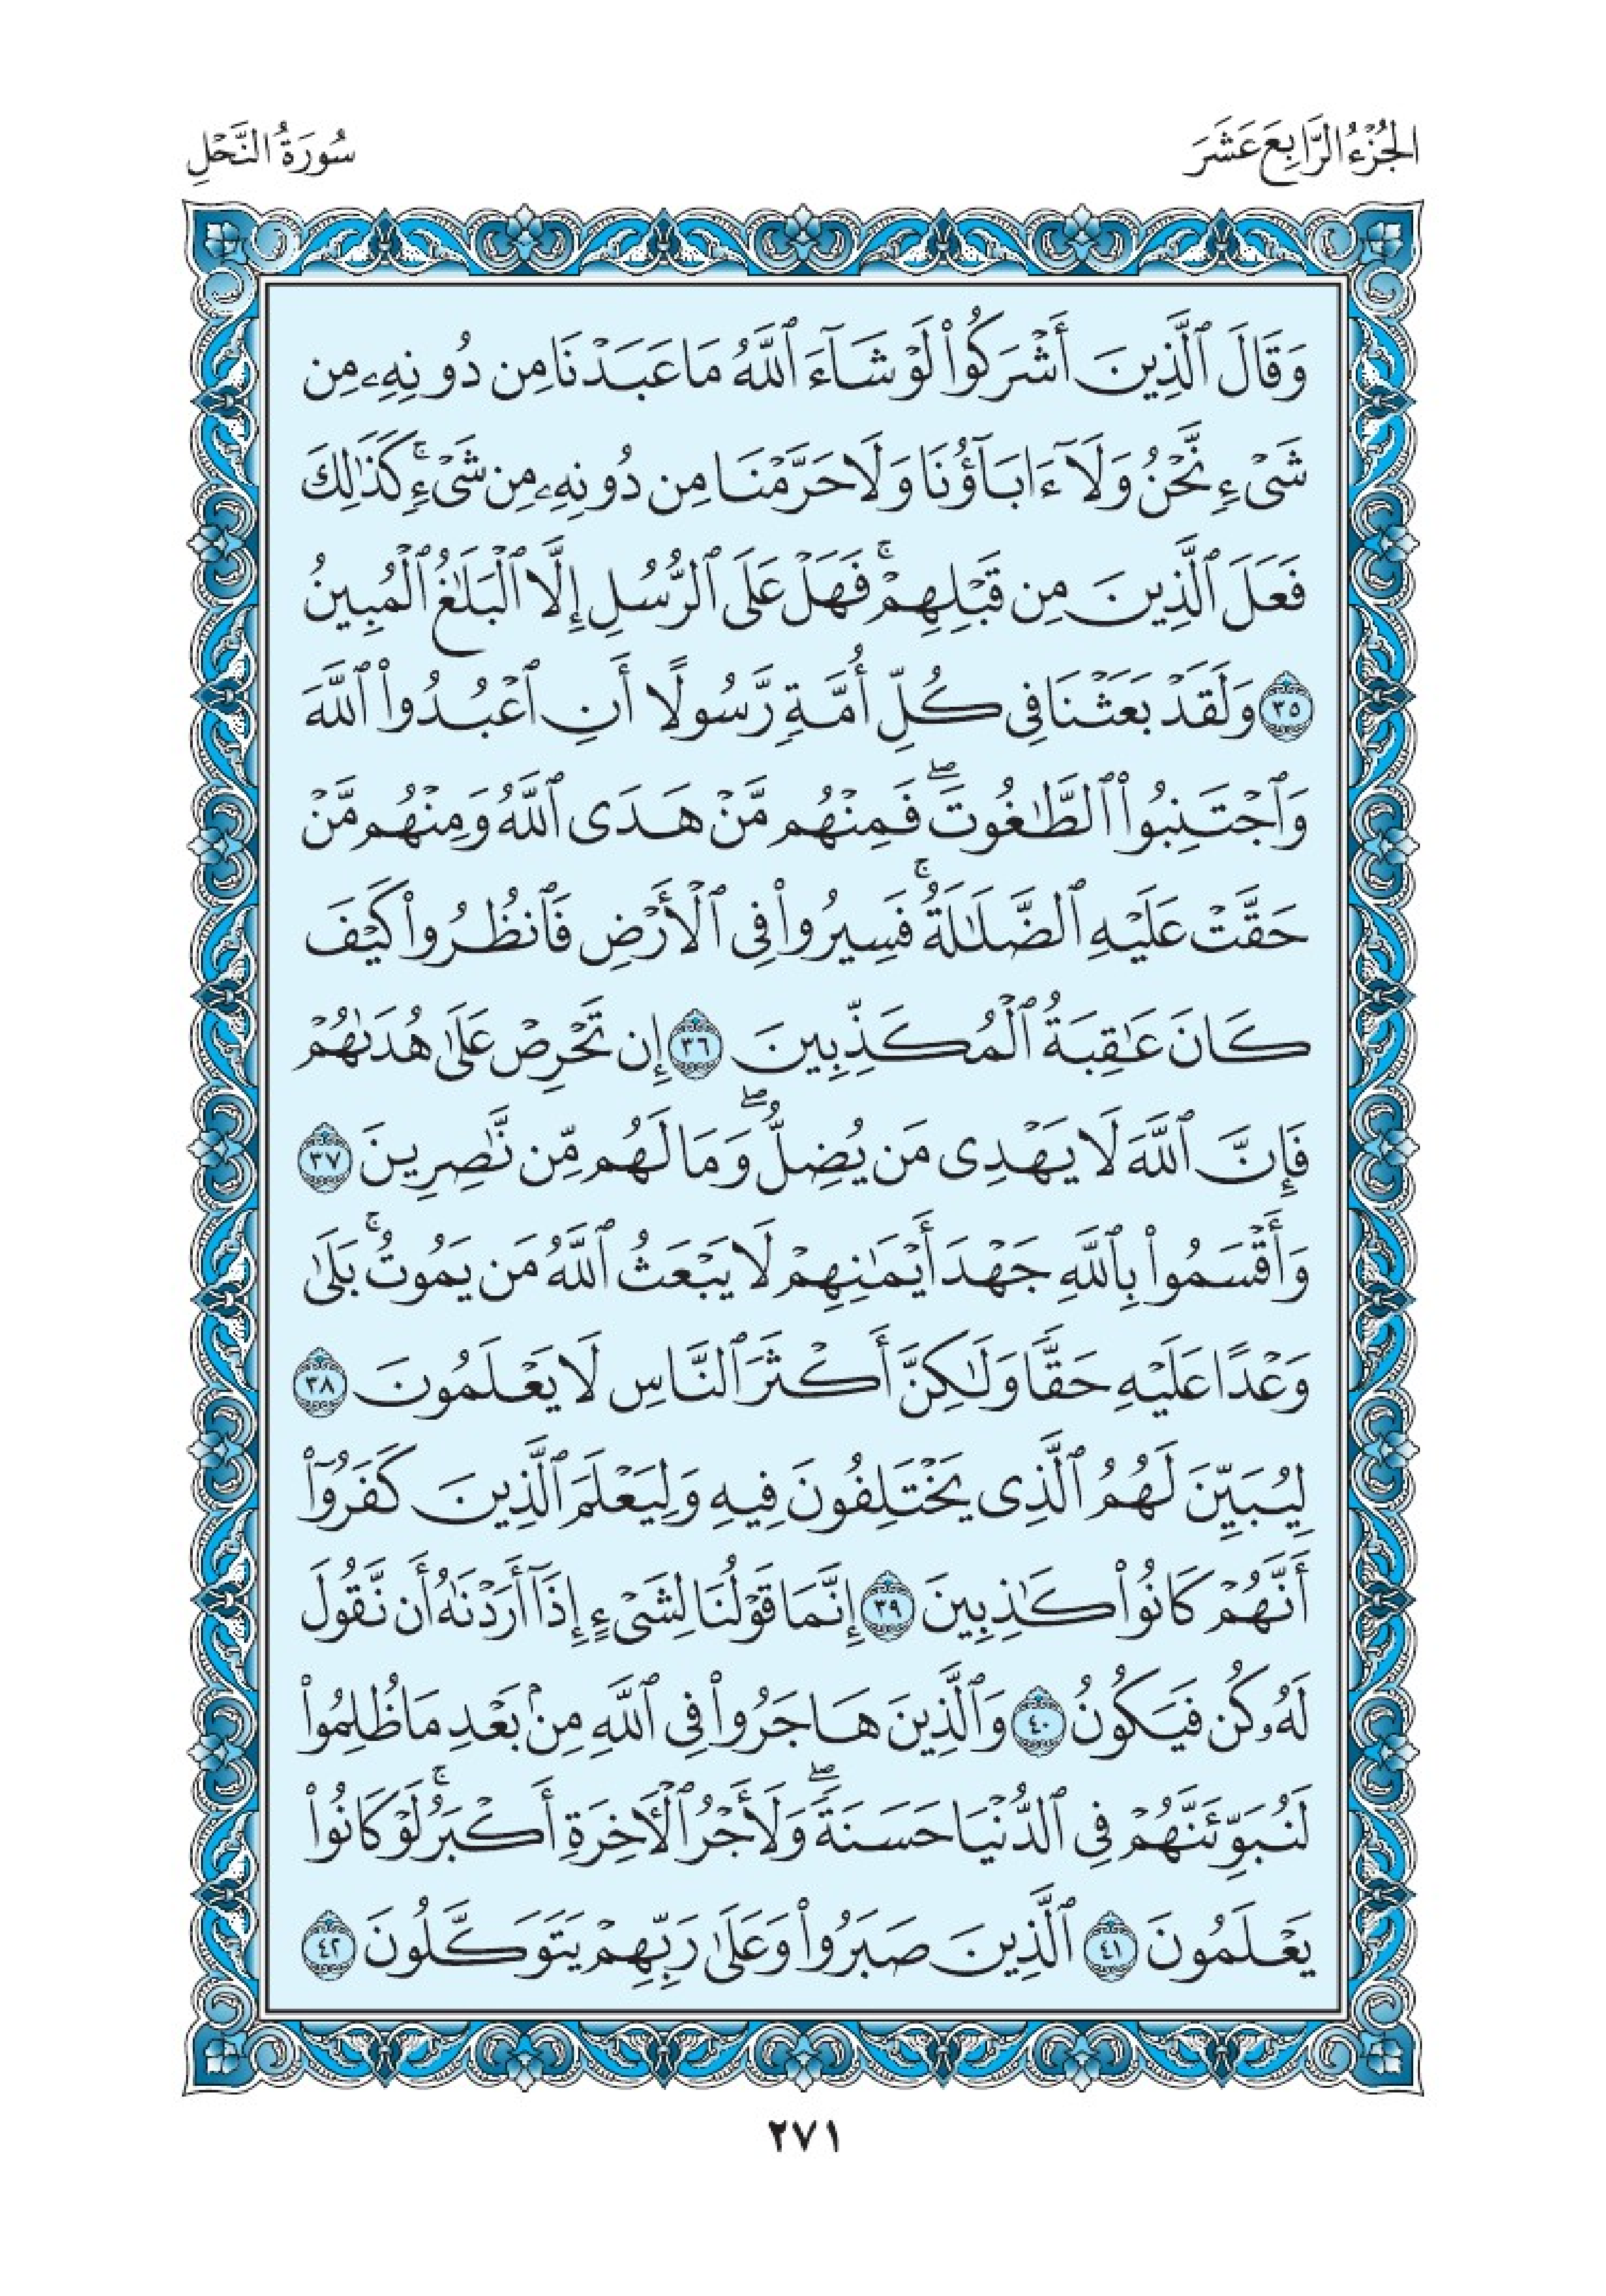 الجُزْءُ الرَّابِعَ عَشَرَ
سُورَةُ النَّحْلِ
وَقَالَ ٱلَّذِينَ أَشْرَكُوا۟ لَوْ شَآءَ ٱللَّهُ مَا عَبَدْنَا مِن دُونِهِۦ مِن
شَىْءٍ نَّحْنُ وَلَآ ءَابَآؤُنَا وَلَا حَرَّمْنَا مِن دُونِهِۦ مِن شَىْءٍ ۚ كَذَٰلِكَ
فَعَلَ ٱلَّذِينَ مِن قَبْلِهِمْ ۚ فَهَلْ عَلَى ٱلرُّسُلِ إِلَّا ٱلْبَلَٰغُ ٱلْمُبِينُ
٣٥ وَلَقَدْ بَعَثْنَا فِى كُلِّ أُمَّةٍ رَّسُولًا أَنِ ٱعْبُدُوا۟ ٱللَّهَ
وَٱجْتَنِبُوا۟ ٱلطَّٰغُوتَ ۖ فَمِنْهُم مَّنْ هَدَى ٱللَّهُ وَمِنْهُم مَّنْ
حَقَّتْ عَلَيْهِ ٱلضَّلَٰلَةُ ۚ فَسِيرُوا۟ فِى ٱلْأَرْضِ فَٱنظُرُوا۟ كَيْفَ
كَانَ عَٰقِبَةُ ٱلْمُكَذِّبِينَ ٣٦ إِن تَحْرِصْ عَلَىٰ هُدَىٰهُمْ
فَإِنَّ ٱللَّهَ لَا يَهْدِى مَن يُضِلُّ ۖ وَمَا لَهُم مِّن نَّٰصِرِينَ ٣٧
وَأَقْسَمُوا۟ بِٱللَّهِ جَهْدَ أَيْمَٰنِهِمْ لَا يَبْعَثُ ٱللَّهُ مَن يَمُوتُ ۚ بَلَىٰ
وَعْدًا عَلَيْهِ حَقًّا وَلَٰكِنَّ أَكْثَرَ ٱلنَّاسِ لَا يَعْلَمُونَ ٣٨
لِيُبَيِّنَ لَهُمُ ٱلَّذِى يَخْتَلِفُونَ فِيهِ وَلِيَعْلَمَ ٱلَّذِينَ كَفَرُوٓا۟
أَنَّهُمْ كَانُوا۟ كَٰذِبِينَ ٣٩ إِنَّمَا قَوْلُنَا لِشَىْءٍ إِذَآ أَرَدْنَٰهُ أَن نَّقُولَ
لَهُۥ كُن فَيَكُونُ ٤٠ وَٱلَّذِينَ هَاجَرُوا۟ فِى ٱللَّهِ مِنۢ بَعْدِ مَا ظُلِمُوا۟
لَنُبَوِّئَنَّهُمْ فِى ٱلدُّنْيَا حَسَنَةً ۖ وَلَأَجْرُ ٱلْءَاخِرَةِ أَكْبَرُ ۚ لَوْ كَانُوا۟
يَعْلَمُونَ ٤١ ٱلَّذِينَ صَبَرُوا۟ وَعَلَىٰ رَبِّهِمْ يَتَوَكَّلُونَ ٤٢
٢٧١